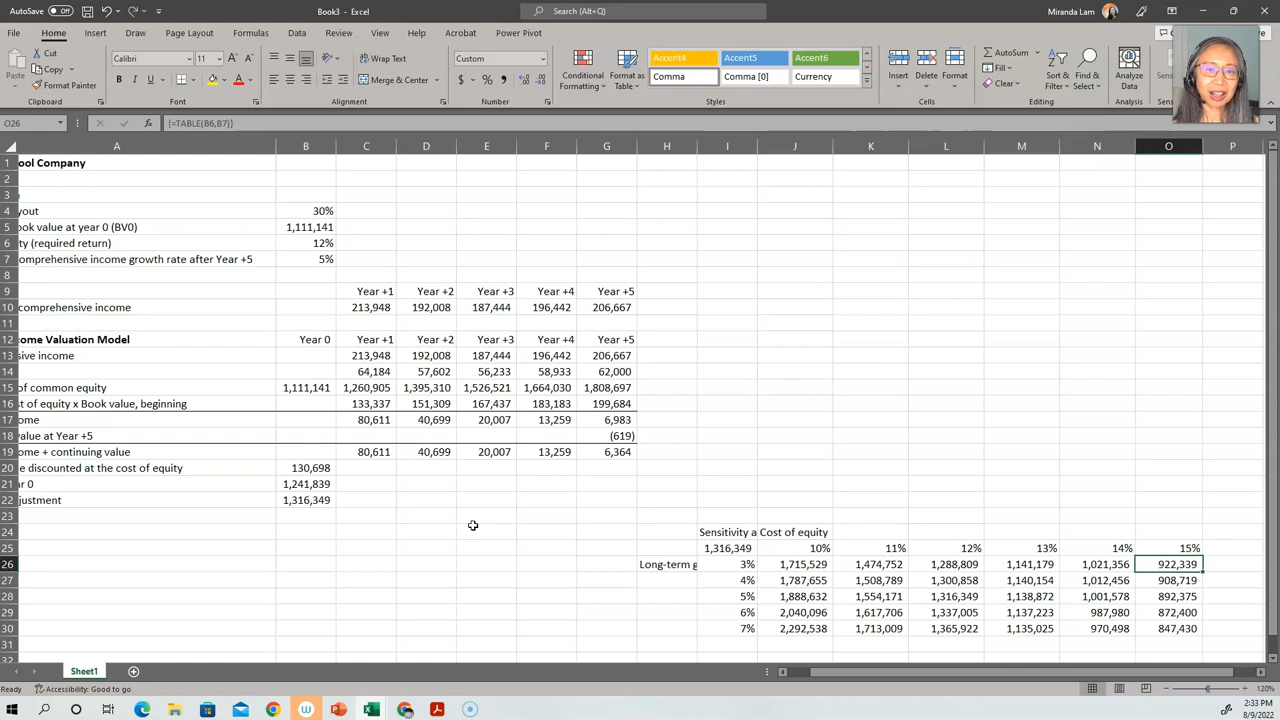 AutoSave Off Book3 - Excel Search (Alt+Q) Miranda Lam
File Home Insert Draw Page Layout Formulas Data Review View Help Acrobat Power Pivot
Paste Cut Copy Format Painter Clipboard
Calibri 11 B I U A Font
Wrap Text Merge & Center Alignment
Custom $ % Number
Conditional Formatting Format as Table Accent4 Accent5 Accent6 Comma Comma [0] Currency Styles
Insert Delete Format Cells
AutoSum Fill Clear Sort & Filter Find & Select Editing
Analyze Data Analysis
O26 fx {=TABLE(B6,B7)}
A B C D E F G H I J K L M N O P
1 ool Company
2
3
4 yout 30%
5 ook value at year 0 (BV0) 1,111,141
6 ity (required return) 12%
7 comprehensive income growth rate after Year +5 5%
8
9 Year +1 Year +2 Year +3 Year +4 Year +5
10 comprehensive income 213,948 192,008 187,444 196,442 206,667
11
12 ome Valuation Model Year 0 Year +1 Year +2 Year +3 Year +4 Year +5
13 sive income 213,948 192,008 187,444 196,442 206,667
14 64,184 57,602 56,233 58,933 62,000
15 of common equity 1,111,141 1,260,905 1,395,310 1,526,521 1,664,030 1,808,697
16 st of equity x Book value, beginning 133,337 151,309 167,437 183,183 199,684
17 ome 80,611 40,699 20,007 13,259 6,983
18 value at Year +5 (619)
19 ome + continuing value 80,611 40,699 20,007 13,259 6,364
20 e discounted at the cost of equity 130,698
21 ar 0 1,241,839
22 justment 1,316,349
23
24 Sensitivity a Cost of equity
25 1,316,349 10% 11% 12% 13% 14% 15%
26 Long-term g 3% 1,715,529 1,474,752 1,288,809 1,141,179 1,021,356 922,339
27 4% 1,787,655 1,508,789 1,300,858 1,140,154 1,012,456 908,719
28 5% 1,888,632 1,554,171 1,316,349 1,138,872 1,001,578 892,375
29 6% 2,040,096 1,617,706 1,337,005 1,137,223 987,980 872,400
30 7% 2,292,538 1,713,009 1,365,922 1,135,025 970,498 847,430
31
32
Sheet1
Ready Accessibility: Good to go 120%
2:33 PM
8/9/2022